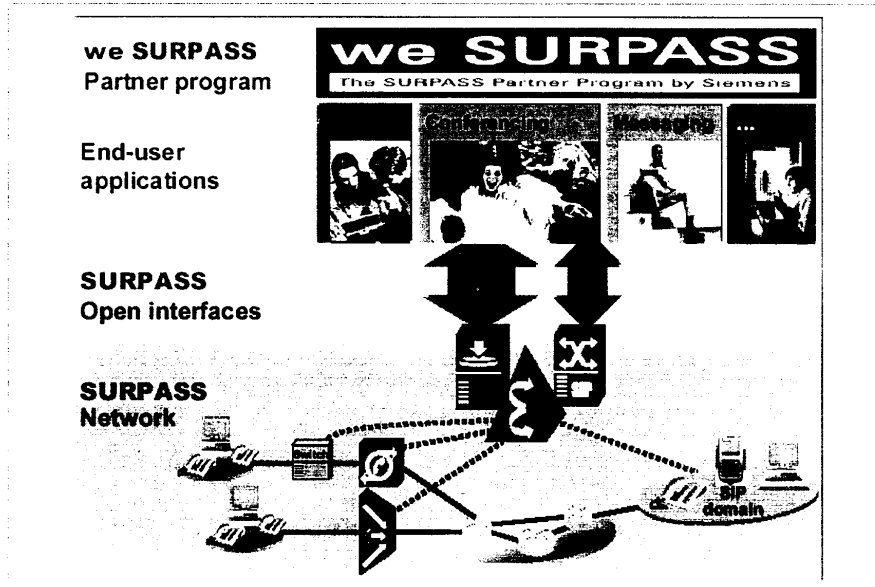 we SURPASS
Partner program
we SURPASS
The SURPASS Partner Program by Siemens
End-user
applications
Conferencing
Messaging
...
SURPASS
Open interfaces
SURPASS
Network
Switch
SIP
domain